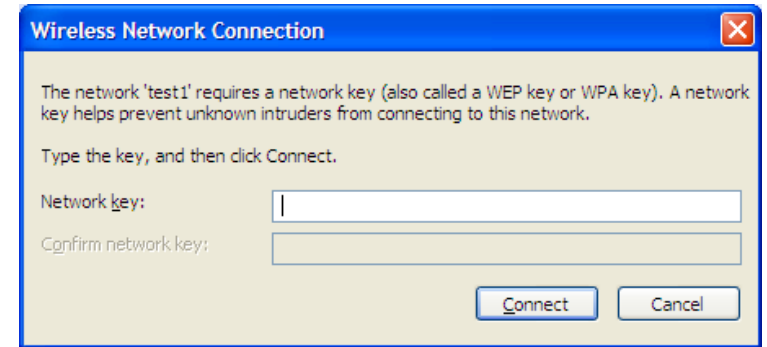 Wireless Network Connection
The network 'test1' requires a network key (also called a WEP key or WPA key). A network
key helps prevent unknown intruders from connecting to this network.
Type the key, and then click Connect.
Network key:
Confirm network key:
Connect Cancel